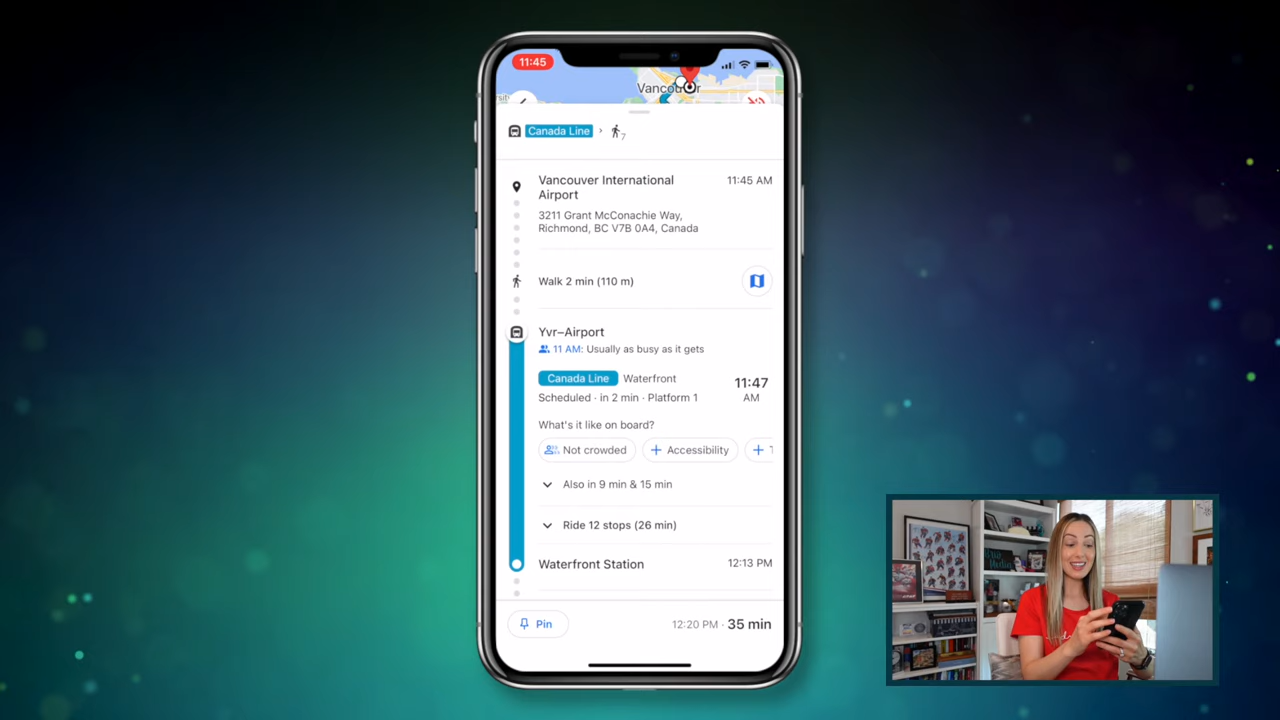 11:45
Vancouver
Canada Line
7
Vancouver International
Airport
11:45 AM
3211 Grant McConachie Way,
Richmond, BC V7B 0A4, Canada
Walk 2 min (110 m)
Yvr–Airport
11 AM: Usually as busy as it gets
Canada Line Waterfront
11:47
AM
Scheduled · in 2 min · Platform 1
What's it like on board?
Not crowded
Accessibility
T
Also in 9 min & 15 min
Ride 12 stops (26 min)
Waterfront Station
12:13 PM
Pin
12:20 PM · 35 min